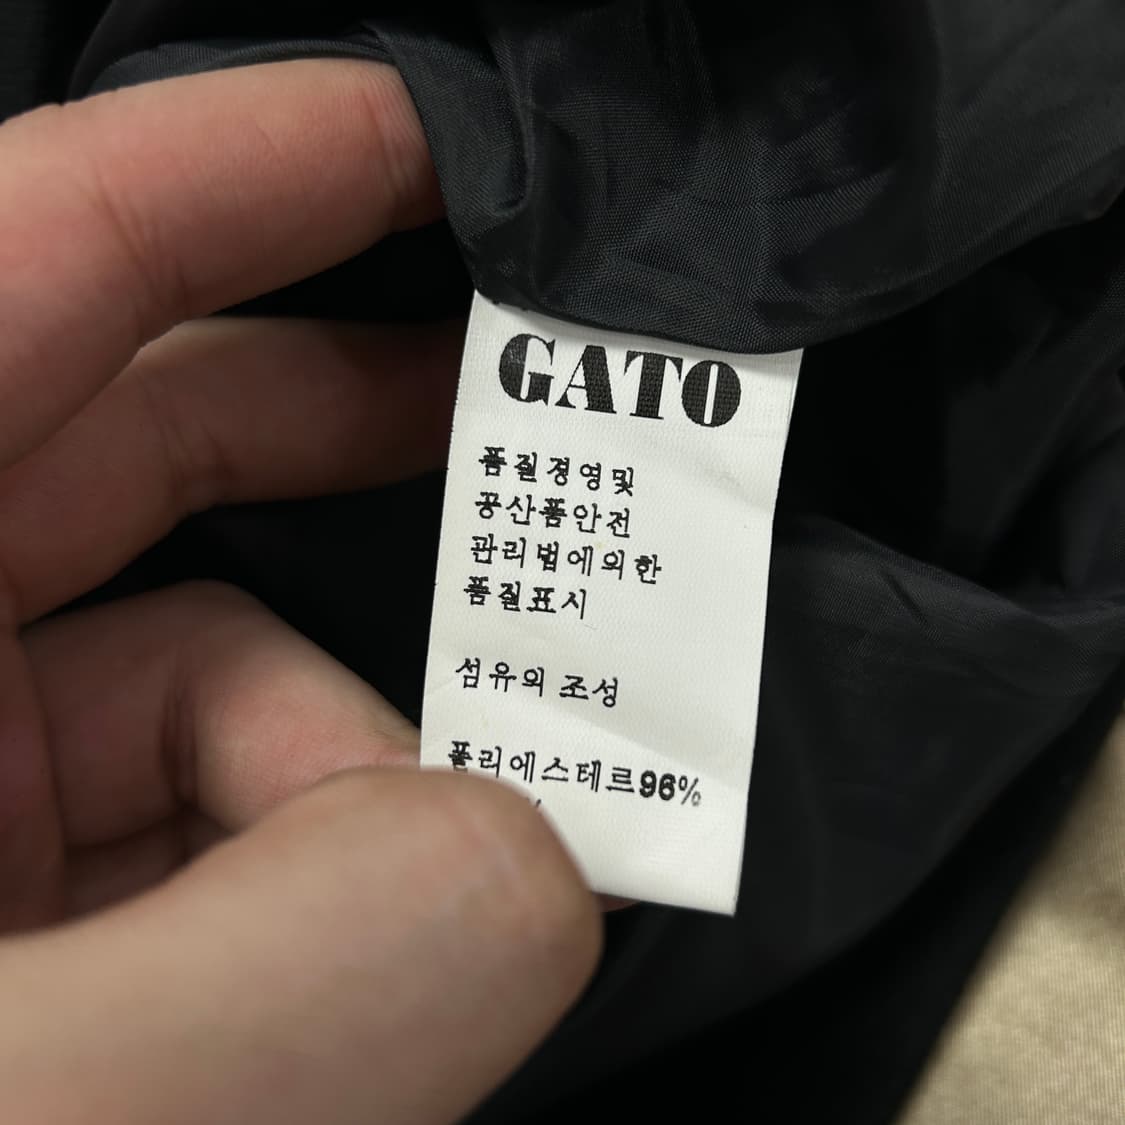 GATO
품질경영및
공산품안전
관리법에의한
품질표시
섬유의 조성
폴리에스테르96%